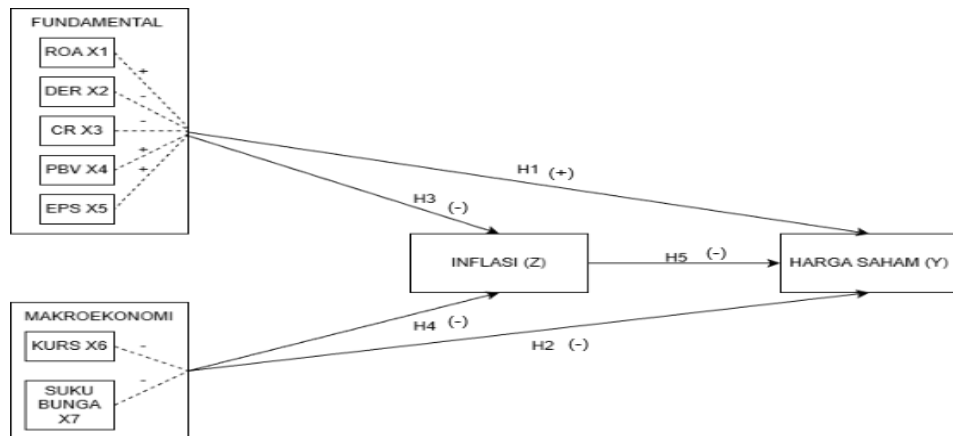 FUNDAMENTAL
ROA X1
+
DER X2
-
CR X3
-
PBV X4
+
EPS X5
+
H1 (+)
H3 (-)
INFLASI (Z)
H5 (-)
HARGA SAHAM (Y)
MAKROEKONOMI
KURS X6
-
SUKU
BUNGA
X7
-
H4 (-)
H2 (-)